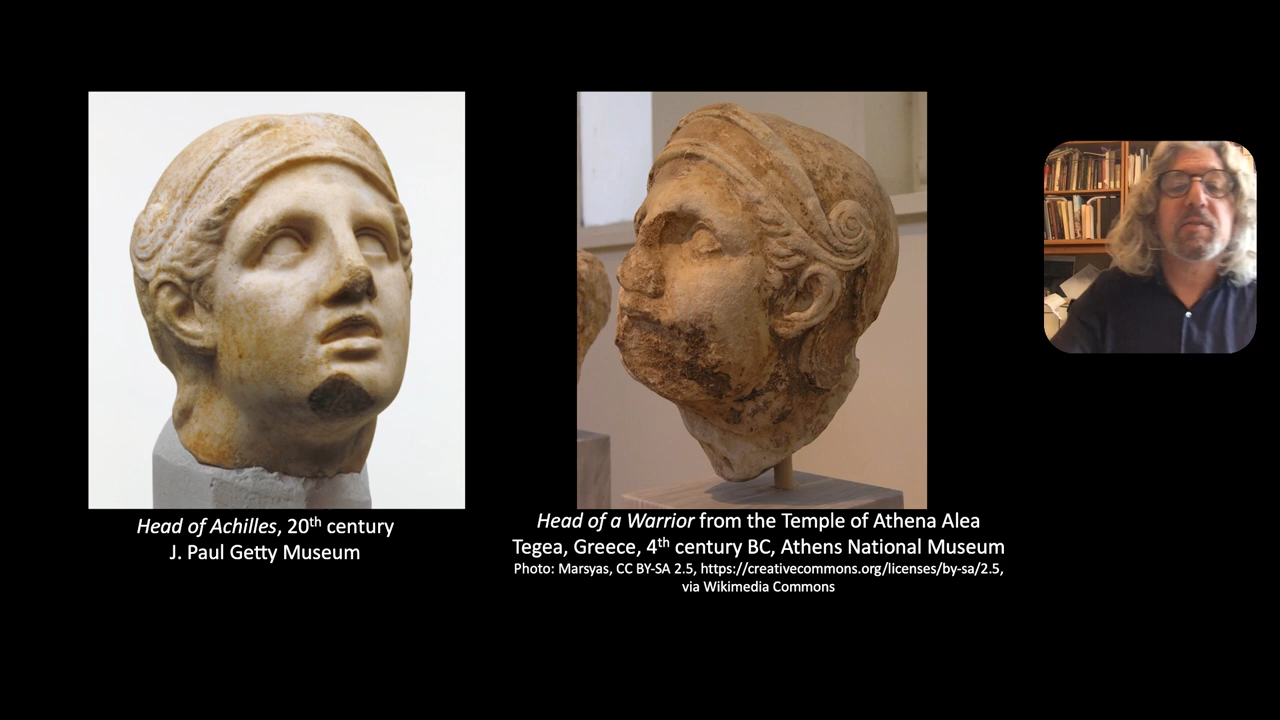 Head of Achilles, 20th century
J. Paul Getty Museum
Head of a Warrior from the Temple of Athena Alea
Tegea, Greece, 4th century BC, Athens National Museum
Photo: Marsyas, CC BY-SA 2.5, https://creativecommons.org/licenses/by-sa/2.5,
via Wikimedia Commons